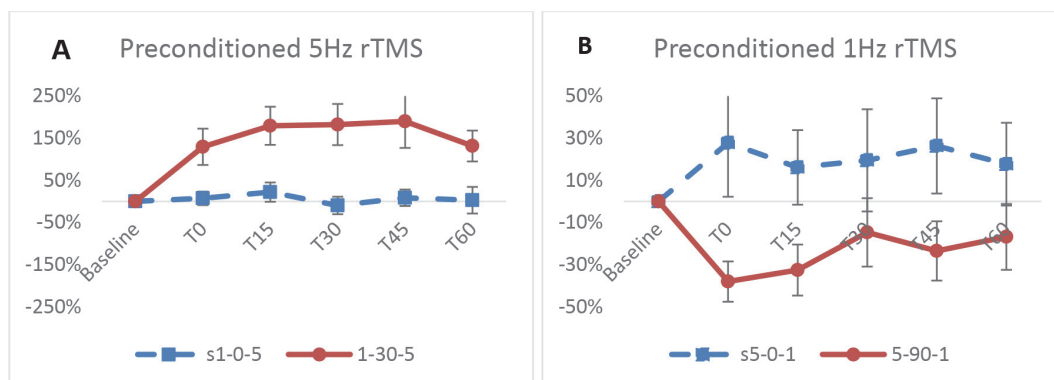 A
Preconditioned 5Hz rTMS
250%
150%
50%
-50%
-150%
-250%
Baseline
T0
T15
T30
T45
T60
s1-0-5
1-30-5
B
Preconditioned 1Hz rTMS
50%
30%
10%
-10%
-30%
-50%
Baseline
T0
T15
T30
T45
T60
s5-0-1
5-90-1